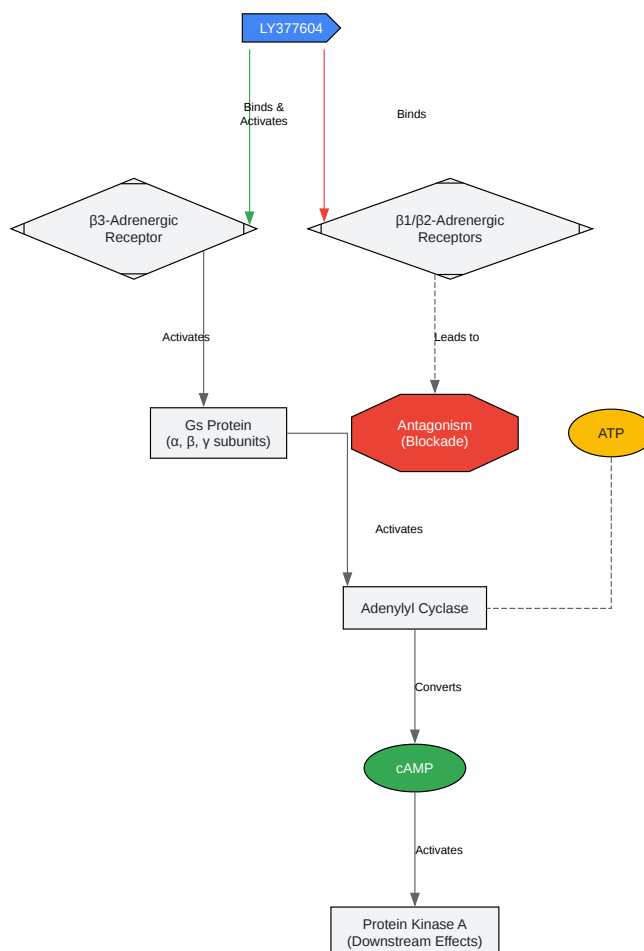 LY377604
Binds &
Activates
Binds
β3-Adrenergic
Receptor
β1/β2-Adrenergic
Receptors
Activates
Leads to
Gs Protein
(α, β, γ subunits)
Antagonism
(Blockade)
ATP
Activates
Adenylyl Cyclase
Converts
cAMP
Activates
Protein Kinase A
(Downstream Effects)